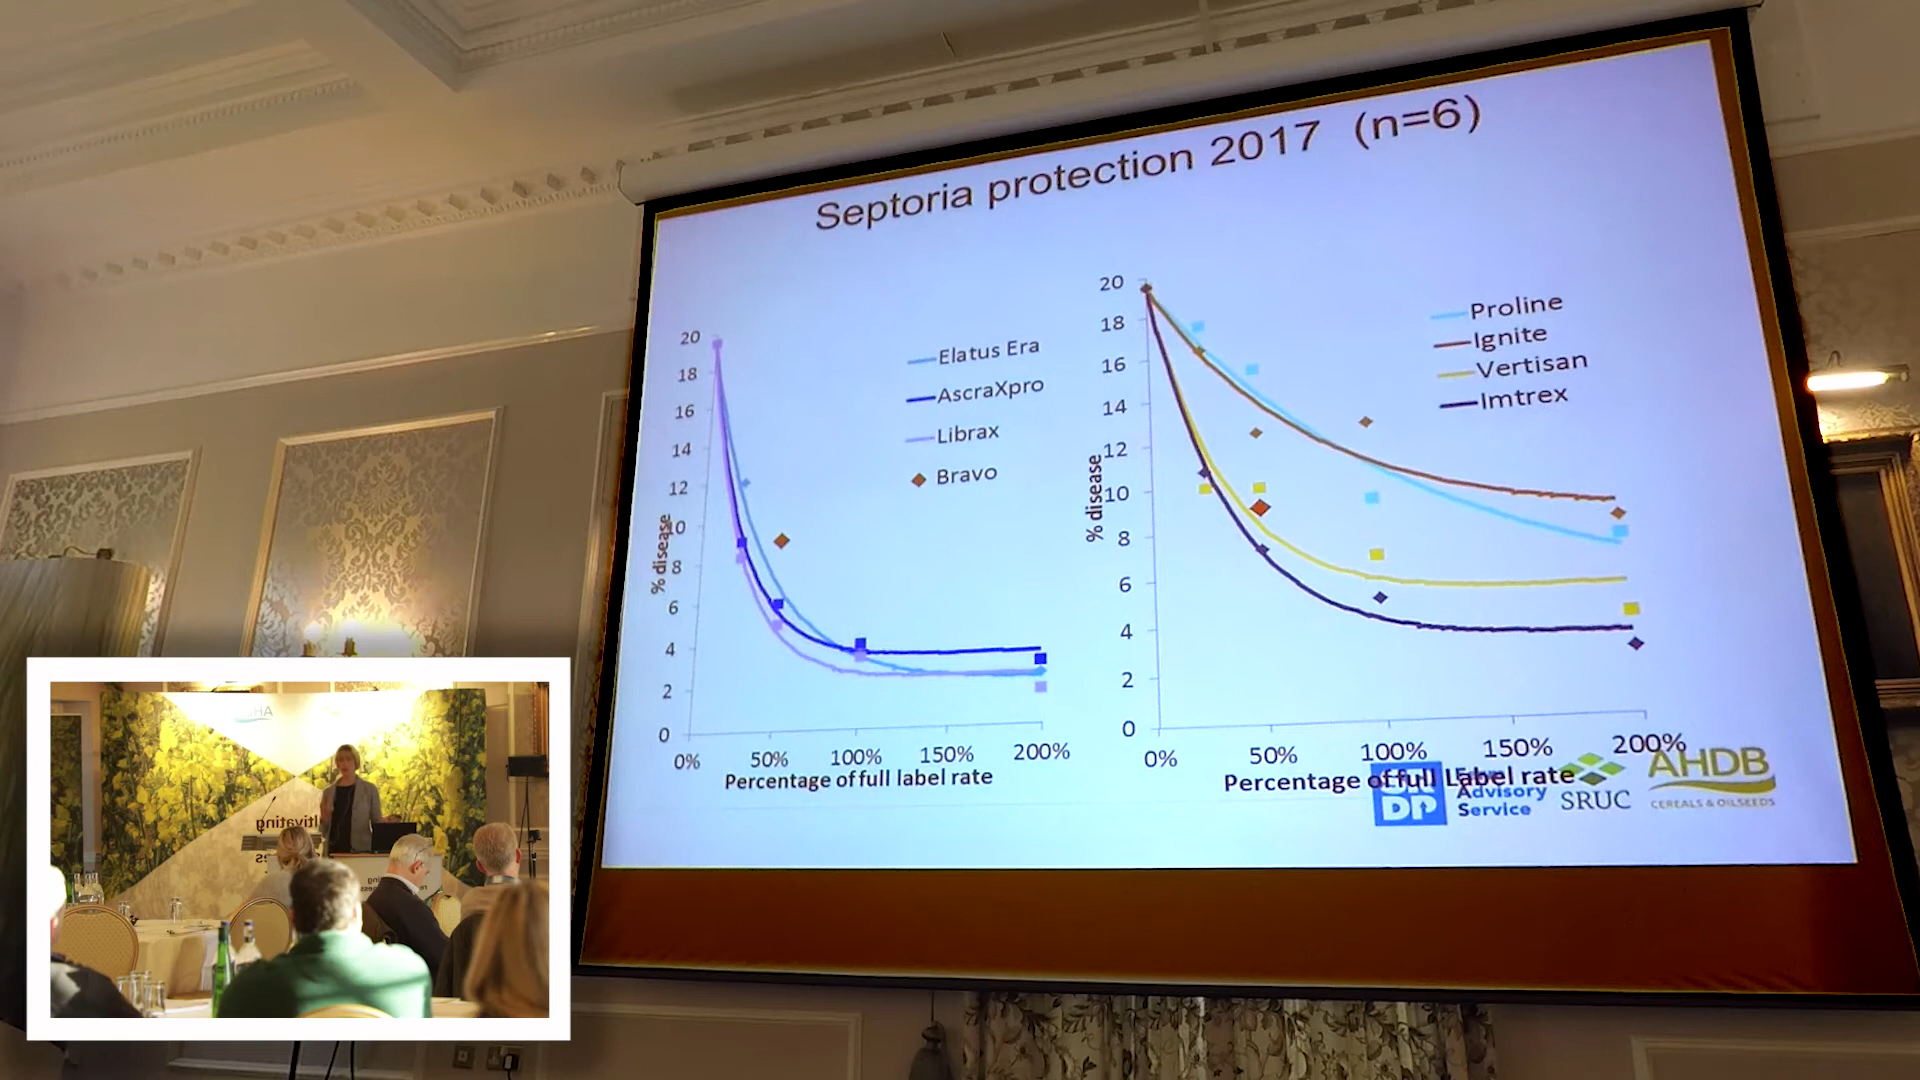 Septoria protection 2017 (n=6)
20
18
16
14
12
10
8
6
4
2
0
% disease
0%
50%
100%
150%
200%
Percentage of full label rate
Elatus Era
AscraXpro
Librax
Bravo
20
18
16
14
12
10
8
6
4
2
0
% disease
0%
50%
100%
150%
200%
Percentage of full Label rate
Proline
Ignite
Vertisan
Imtrex
Advisory
Service
SRUC
AHDB
CEREALS & OILSEEDS